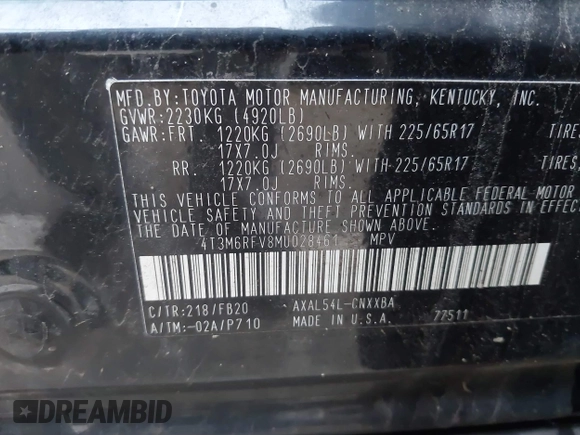 MFD.BY:TOYOTA MOTOR MANUFACTURING, KENTUCKY, INC.
GVWR:2230KG (4920LB)
GAWR:FRT. 1220KG (2690LB) WITH 225/65R17 TIRES
17X7.0J RIMS.
RR. 1220KG (2690LB) WITH 225/65R17 TIRES,
17X7.0J RIMS.
THIS VEHICLE CONFORMS TO ALL APPLICABLE FEDERAL MOTOR
SAFETY AND THEFT PREVENTION STANDARDS IN EFFEC
THE DATE OF MANUFACTURE SHOWN ABOVE.
4T3M6RFV8MU028461 MPV
C/TR:218/FB20 AXAL54L-CNXXBA
A/TM:-02A/P710 MADE IN U.S.A. 77511
DREAMBID